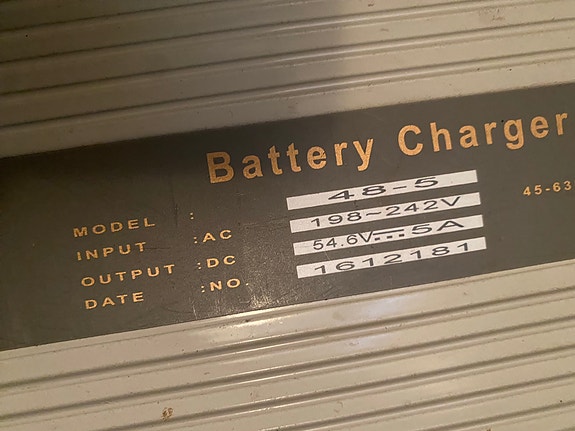 Battery Charger
MODEL : 48-5
INPUT :AC 198~242V 45-63
OUTPUT :DC 54.6V⎓5A
DATE :NO. 1612181